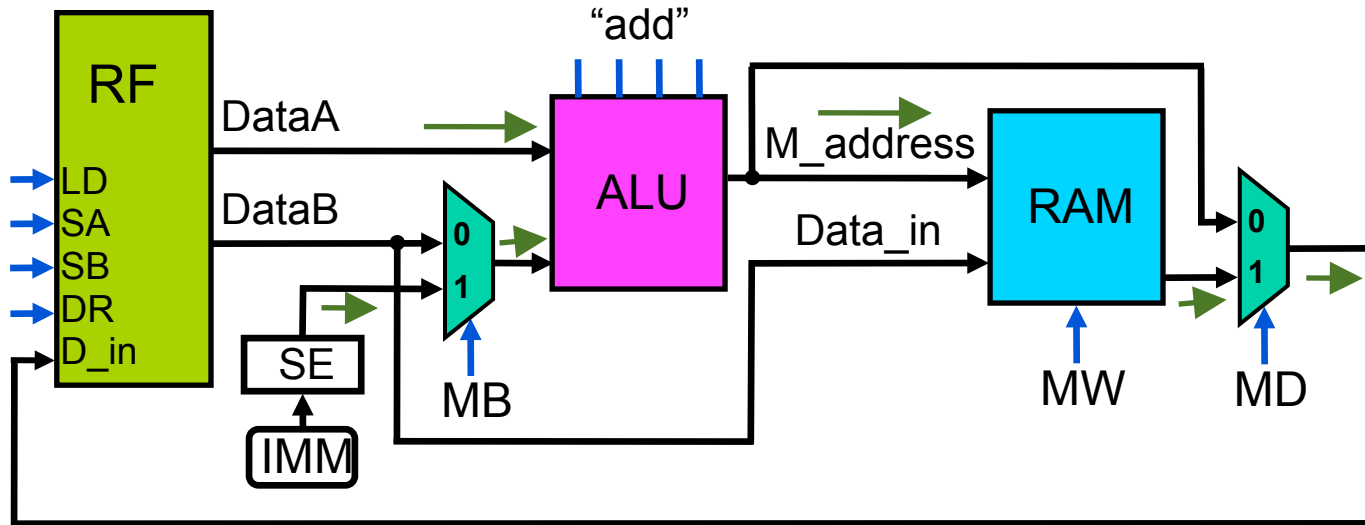 “add”
RF
DataA
M_address
LD
SA
SB
DR
D_in
DataB
ALU
RAM
0
1
Data_in
0
1
SE
IMM
MB
MW
MD